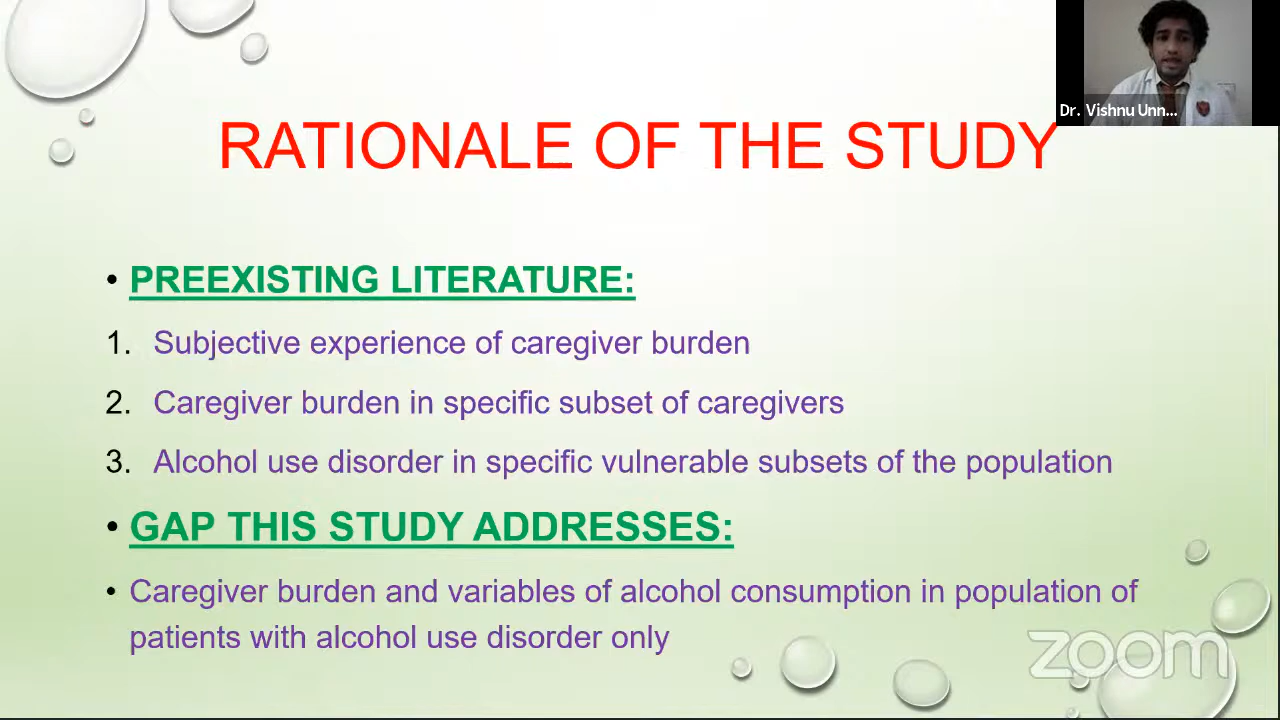 Dr. Vishnu Unn...
RATIONALE OF THE STUDY
• PREEXISTING LITERATURE:
1. Subjective experience of caregiver burden
2. Caregiver burden in specific subset of caregivers
3. Alcohol use disorder in specific vulnerable subsets of the population
• GAP THIS STUDY ADDRESSES:
• Caregiver burden and variables of alcohol consumption in population of
patients with alcohol use disorder only
zoom